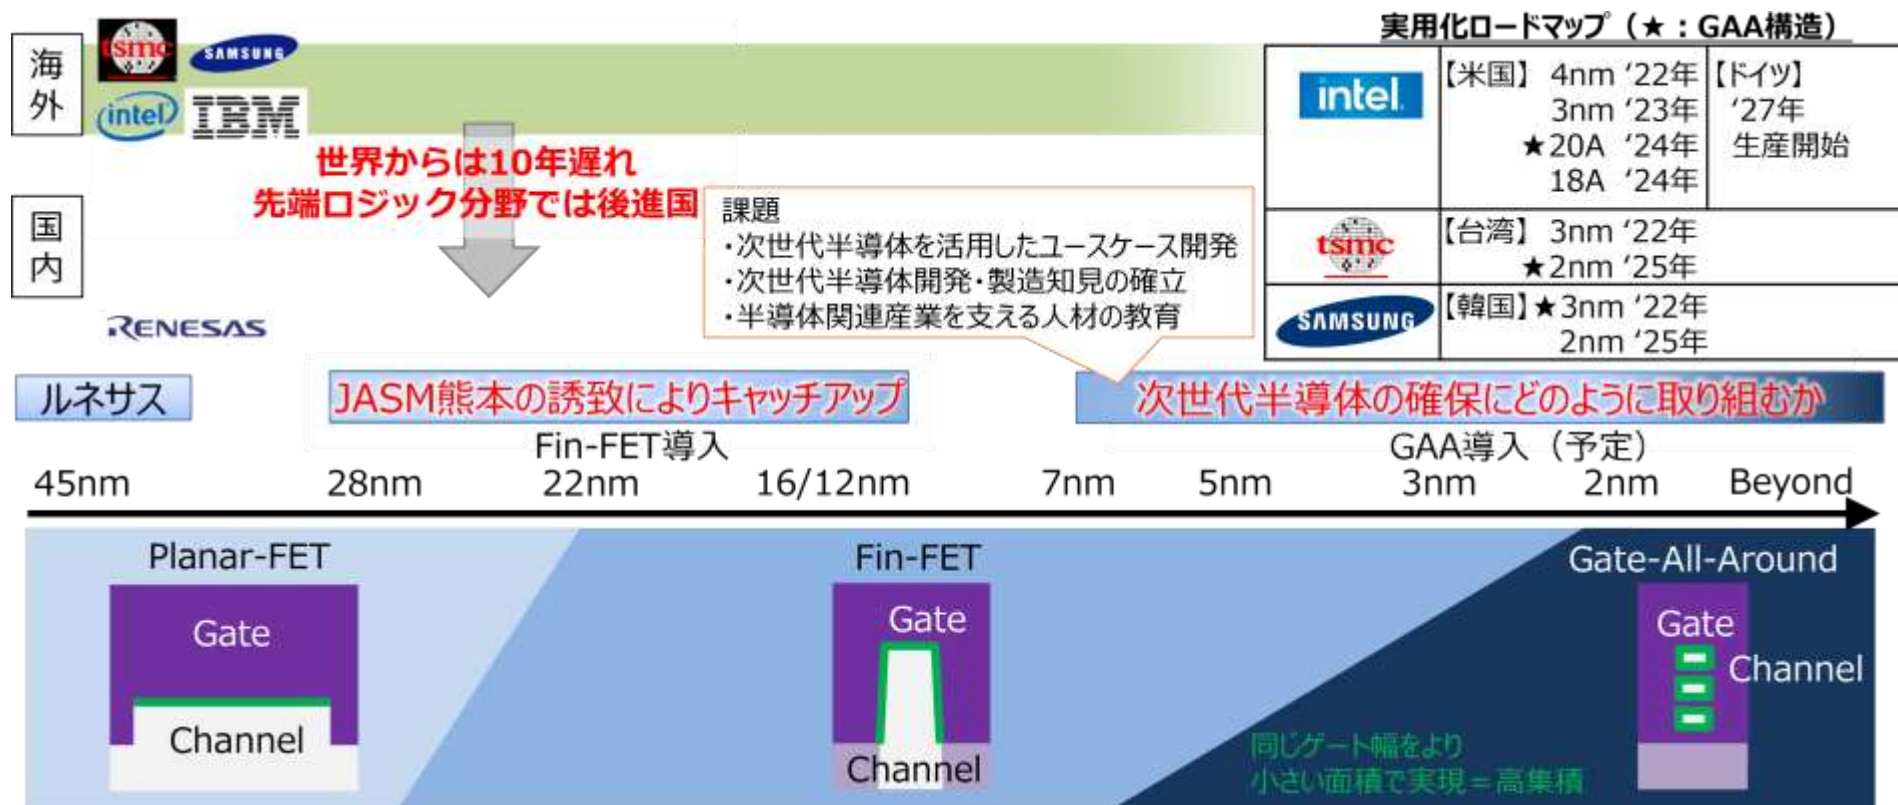 実用化ロードマップ（★：GAA構造）
海外
tsmc
SAMSUNG
intel
IBM
世界からは10年遅れ
先端ロジック分野では後進国
国内
RENESAS
課題
・次世代半導体を活用したユースケース開発
・次世代半導体開発・製造知見の確立
・半導体関連産業を支える人材の教育
intel.
【米国】 4nm ‘22年
3nm ‘23年
★20A ‘24年
18A ‘24年
【ドイツ】
‘27年
生産開始
tsmc
【台湾】 3nm ‘22年
★2nm ‘25年
SAMSUNG
【韓国】★3nm ‘22年
2nm ‘25年
ルネサス
JASM熊本の誘致によりキャッチアップ
次世代半導体の確保にどのように取り組むか
Fin-FET導入
GAA導入（予定）
45nm 28nm 22nm 16/12nm 7nm 5nm 3nm 2nm Beyond
Planar-FET
Gate
Channel
Fin-FET
Gate
Channel
Gate-All-Around
Gate
Channel
同じゲート幅をより
小さい面積で実現＝高集積